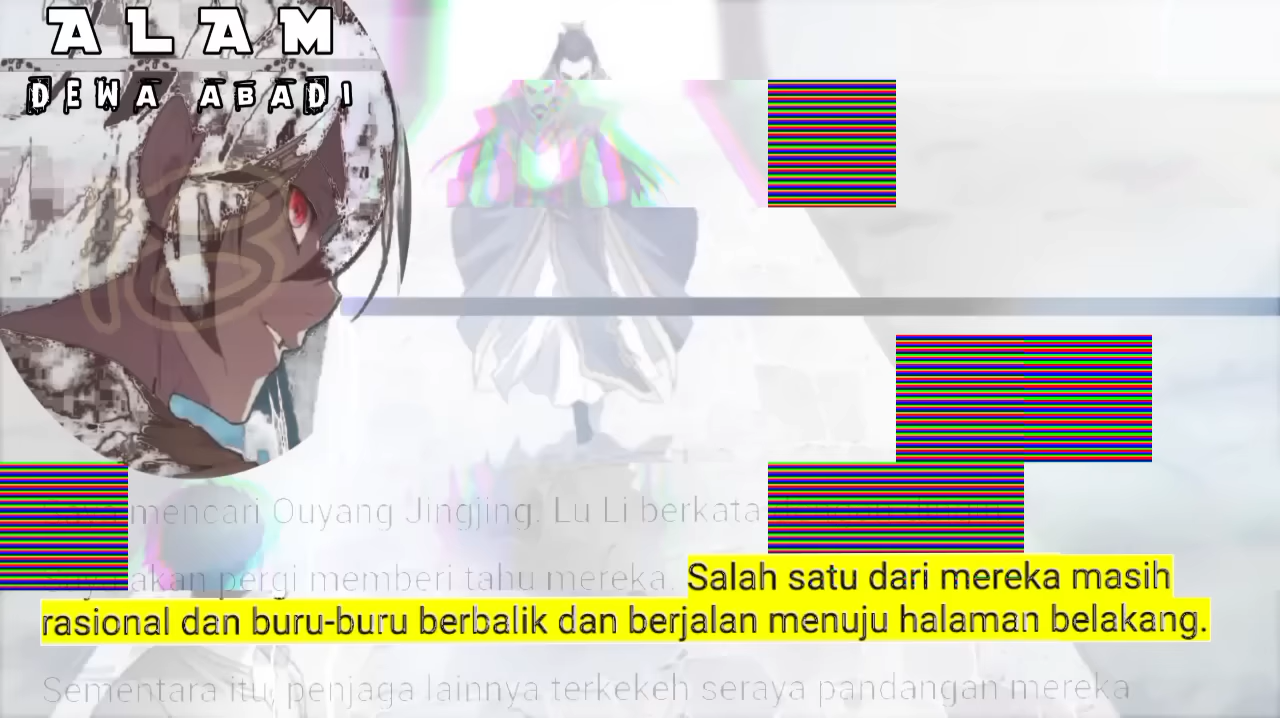 ALAM
DEWA ABADI
mencari Ouyang Jingjing. Lu Li berkata
akan pergi memberi tahu mereka. Salah satu dari mereka masih
rasional dan buru-buru berbalik dan berjalan menuju halaman belakang.
Sementara itu, penjaga lainnya terkekeh seraya pandangan mereka